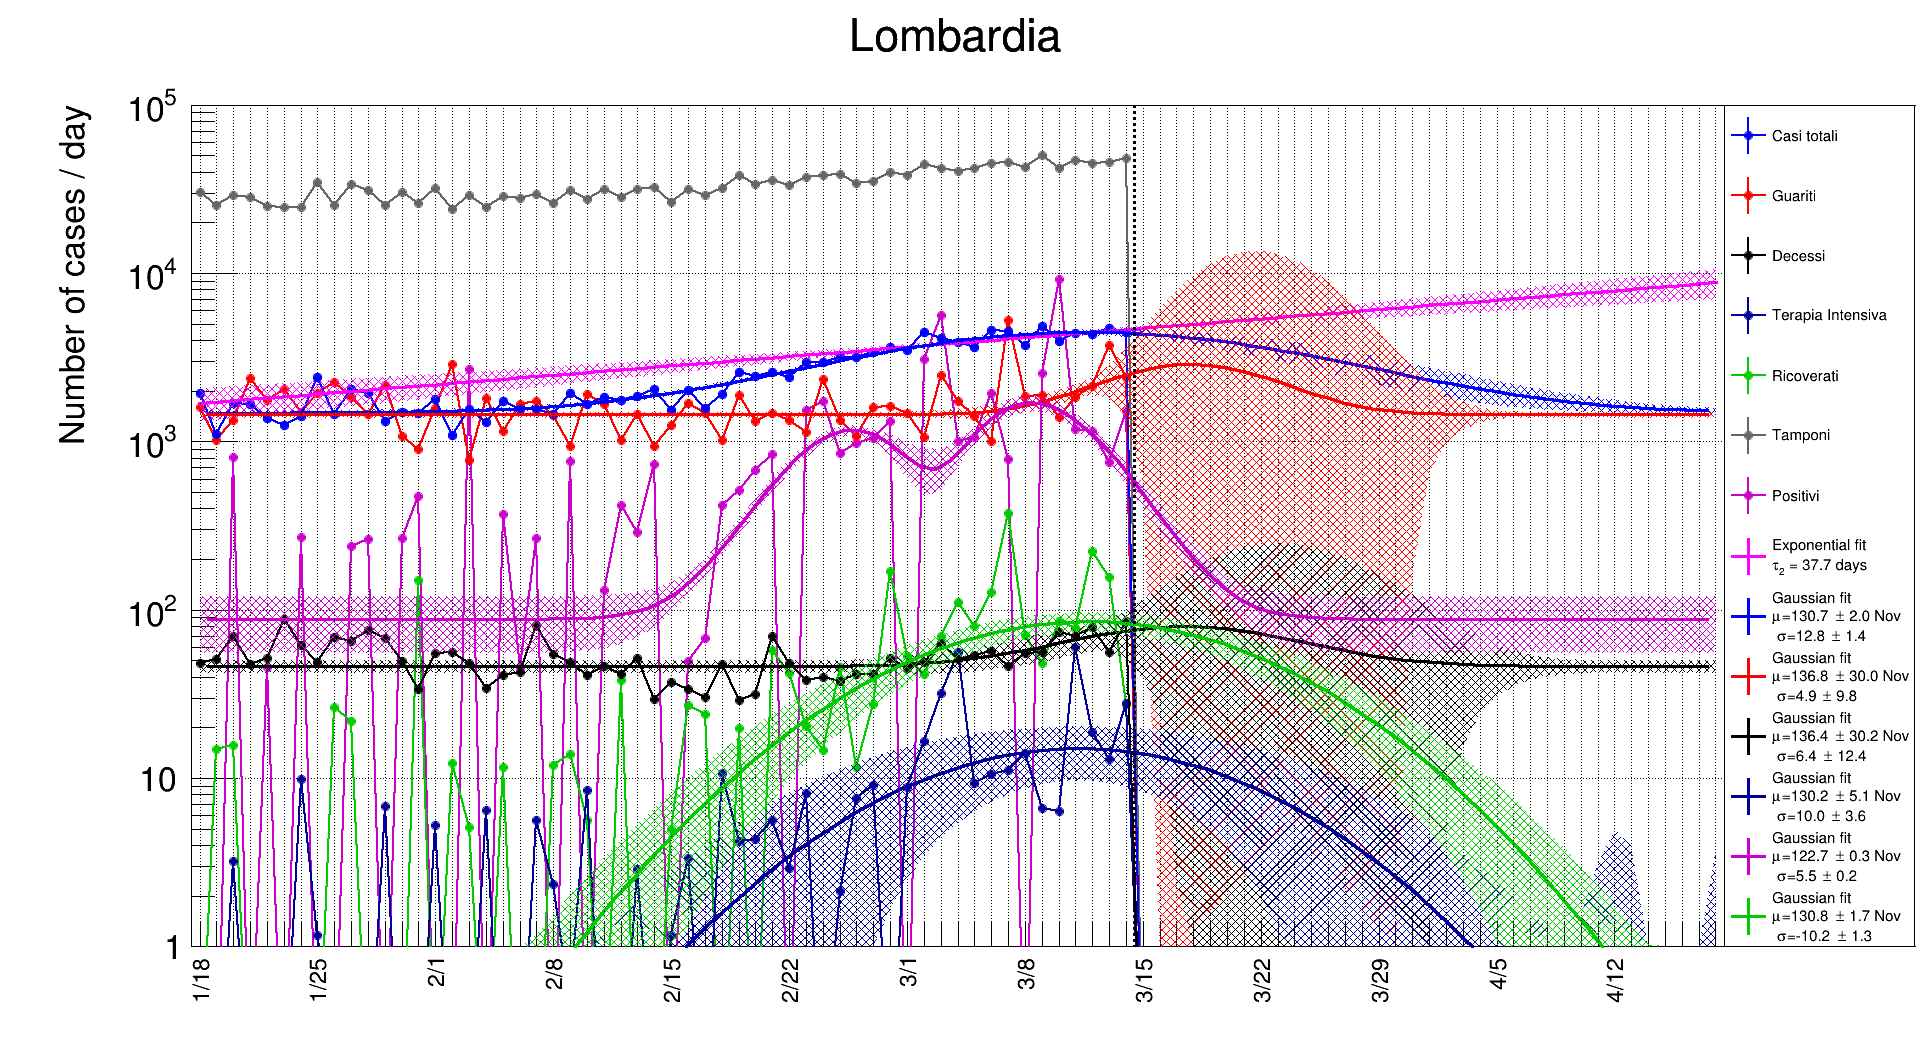 Lombardia
Number of cases / day
10^5
10^4
10^3
10^2
10
1
1/18
1/25
2/1
2/8
2/15
2/22
3/1
3/8
3/15
3/22
3/29
4/5
4/12
Casi totali
Guariti
Decessi
Terapia Intensiva
Ricoverati
Tamponi
Positivi
Exponential fit
τ₂ = 37.7 days
Gaussian fit
μ=130.7 ± 2.0 Nov
σ=12.8 ± 1.4
Gaussian fit
μ=136.8 ± 30.0 Nov
σ=4.9 ± 9.8
Gaussian fit
μ=136.4 ± 30.2 Nov
σ=6.4 ± 12.4
Gaussian fit
μ=130.2 ± 5.1 Nov
σ=10.0 ± 3.6
Gaussian fit
μ=122.7 ± 0.3 Nov
σ=5.5 ± 0.2
Gaussian fit
μ=130.8 ± 1.7 Nov
σ=-10.2 ± 1.3